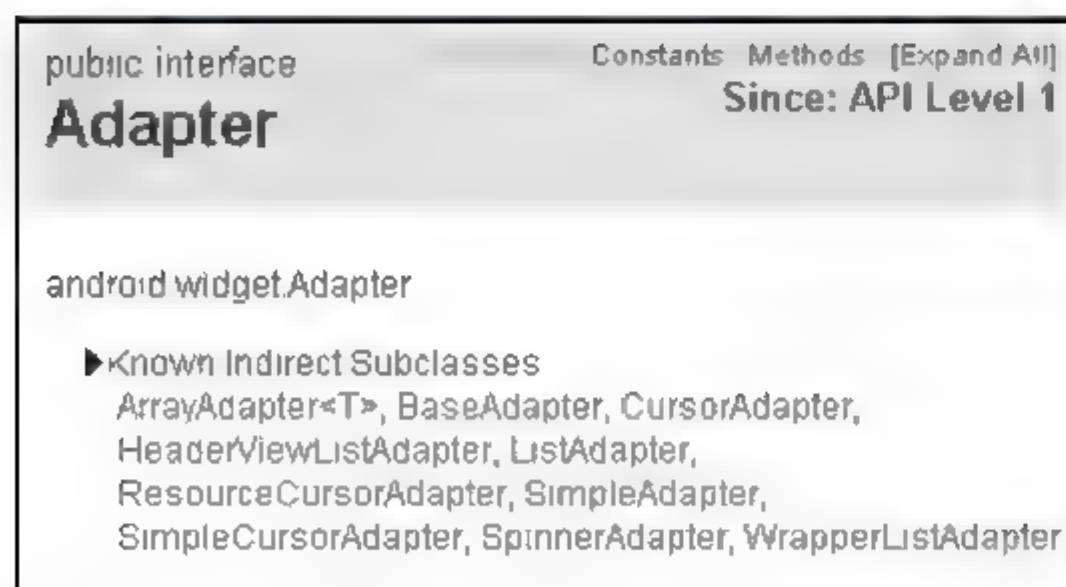 public interface
Constants Methods [Expand All]
Adapter
Since: API Level 1
android.widget.Adapter
▶Known Indirect Subclasses
ArrayAdapter<T>, BaseAdapter, CursorAdapter,
HeaderViewListAdapter, ListAdapter,
ResourceCursorAdapter, SimpleAdapter,
SimpleCursorAdapter, SpinnerAdapter, WrapperListAdapter